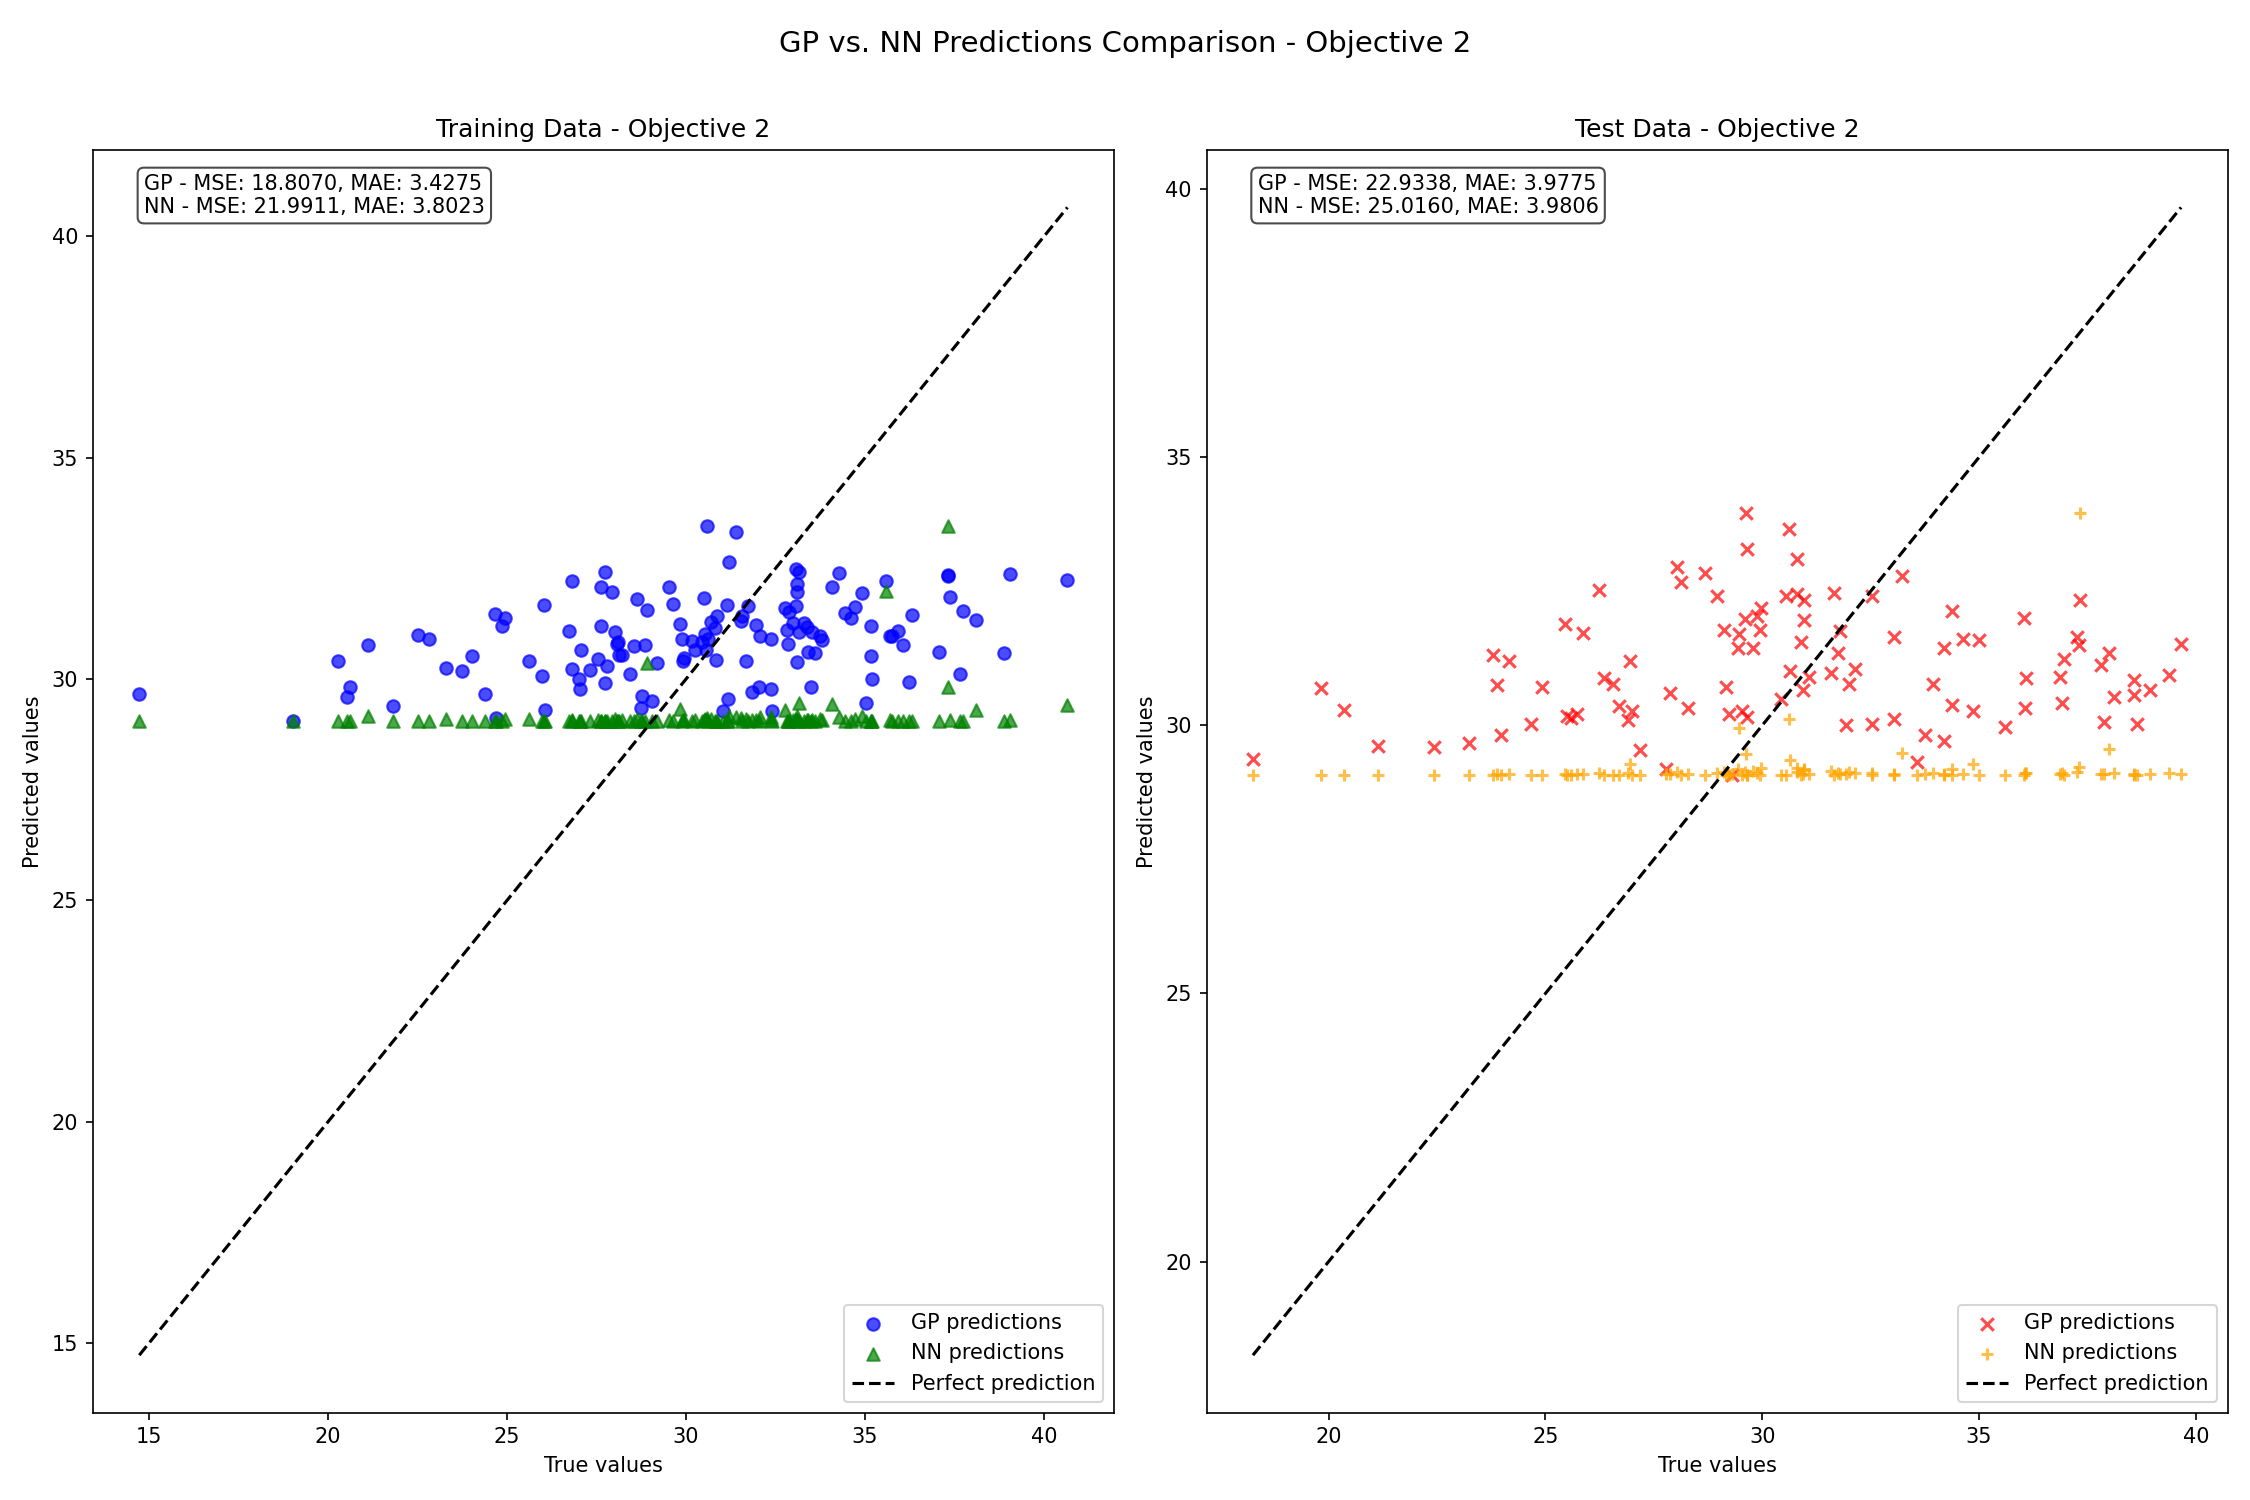 GP vs. NN Predictions Comparison - Objective 2
Training Data - Objective 2
GP - MSE: 18.8070, MAE: 3.4275
NN - MSE: 21.9911, MAE: 3.8023
40
35
30
25
20
15
Predicted values
GP predictions
NN predictions
Perfect prediction
15 20 25 30 35 40
True values
Test Data - Objective 2
GP - MSE: 22.9338, MAE: 3.9775
NN - MSE: 25.0160, MAE: 3.9806
40
35
30
25
20
Predicted values
GP predictions
NN predictions
Perfect prediction
20 25 30 35 40
True values